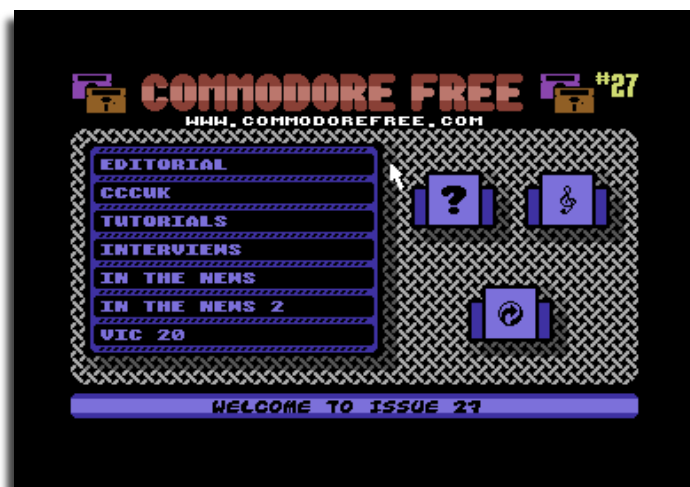 COMMODORE FREE #27
WWW.COMMODOREFREE.COM
EDITORIAL
CCCUK
TUTORIALS
INTERVIEWS
IN THE NEWS
IN THE NEWS 2
VIC 20
?
WELCOME TO ISSUE 27